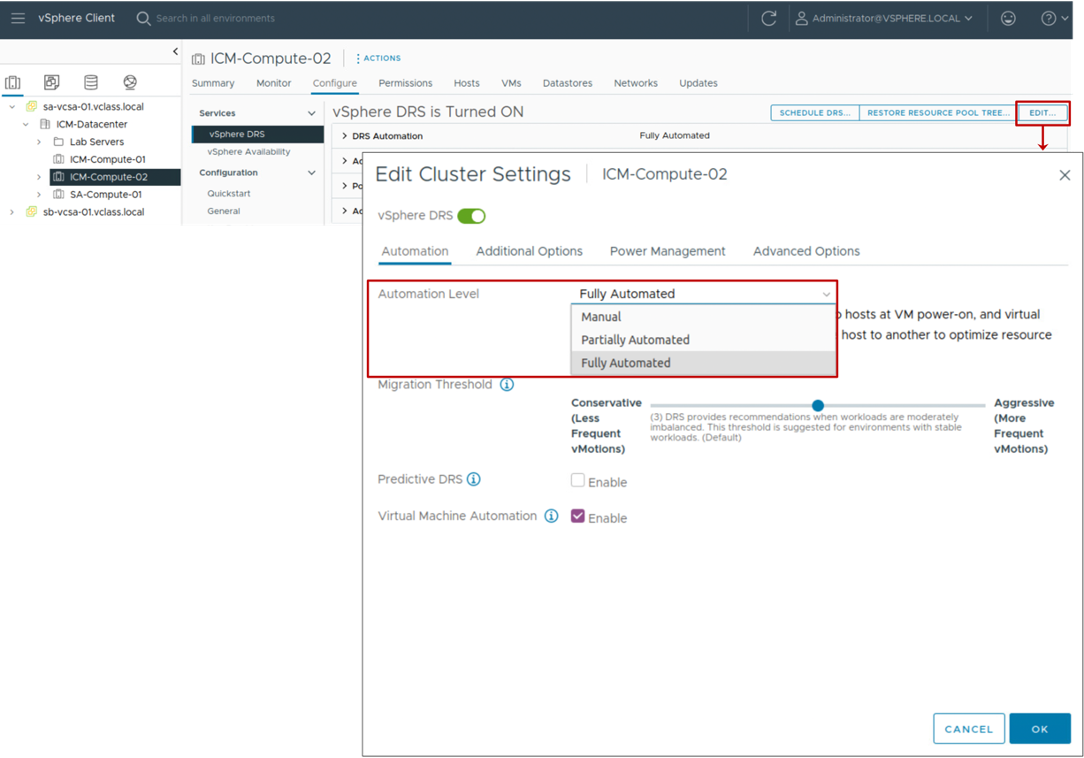 vSphere Client
Search in all environments
Administrator@VSPHERE.LOCAL
ICM-Compute-02
ACTIONS
Summary Monitor Configure Permissions Hosts VMs Datastores Networks Updates
sa-vcsa-01.vclass.local
ICM-Datacenter
Lab Servers
ICM-Compute-01
ICM-Compute-02
SA-Compute-01
sb-vcsa-01.vclass.local
Services
vSphere DRS
vSphere Availability
Configuration
Quickstart
General
vSphere DRS is Turned ON
SCHEDULE DRS... RESTORE RESOURCE POOL TREE... EDIT...
DRS Automation Fully Automated
Edit Cluster Settings ICM-Compute-02
vSphere DRS
Automation Additional Options Power Management Advanced Options
Automation Level Fully Automated
Manual
Partially Automated
Fully Automated
hosts at VM power-on, and virtual
host to another to optimize resource
Migration Threshold
Conservative
(Less
Frequent
vMotions)
(3) DRS provides recommendations when workloads are moderately
imbalanced. This threshold is suggested for environments with stable
workloads. (Default)
Aggressive
(More
Frequent
vMotions)
Predictive DRS Enable
Virtual Machine Automation Enable
CANCEL OK